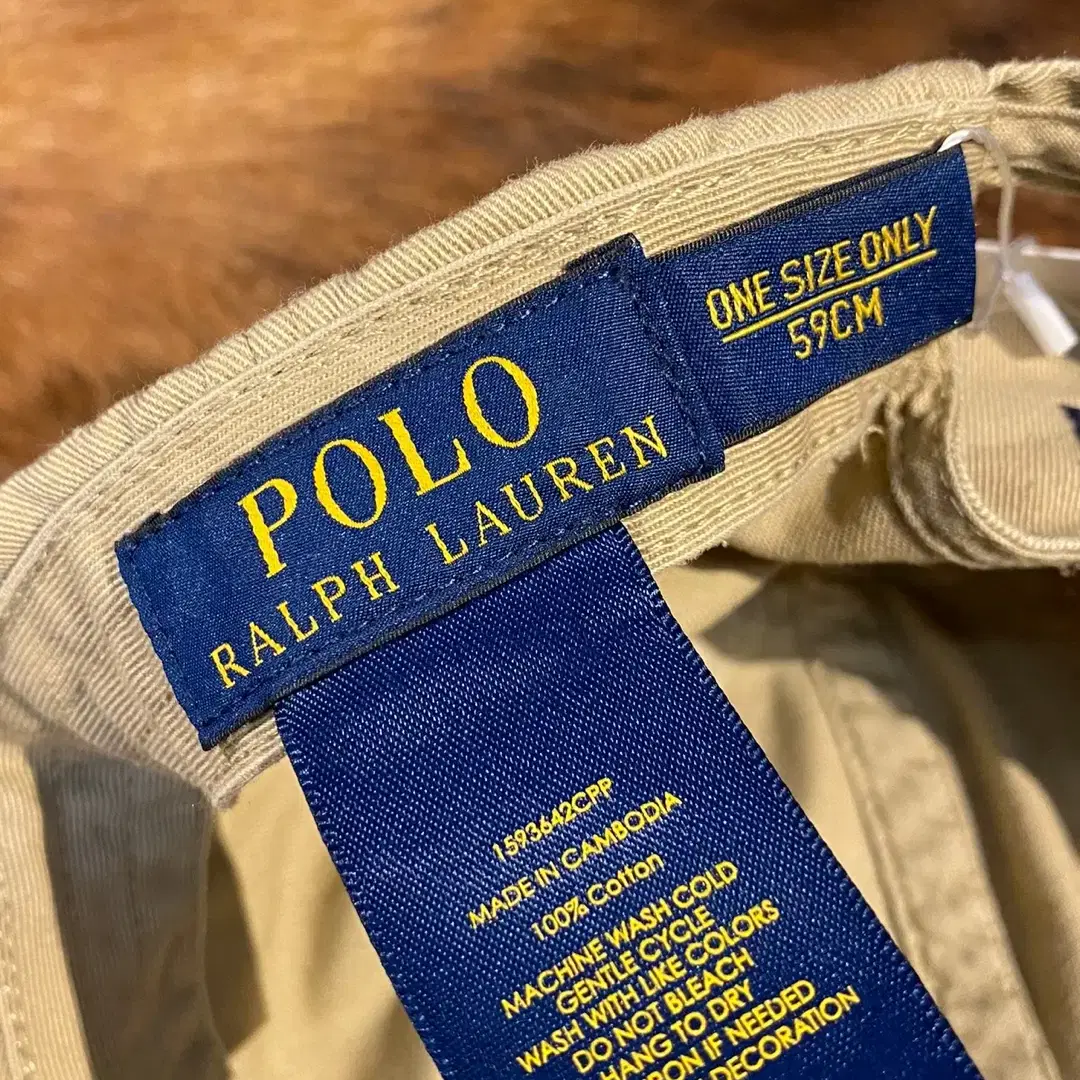 POLO
RALPH LAUREN
ONE SIZE ONLY
59CM
1593642CPP
MADE IN CAMBODIA
100% Cotton
MACHINE WASH COLD
GENTLE CYCLE
WASH WITH LIKE COLORS
DO NOT BLEACH
HANG TO DRY
IF NEEDED
DECORATION